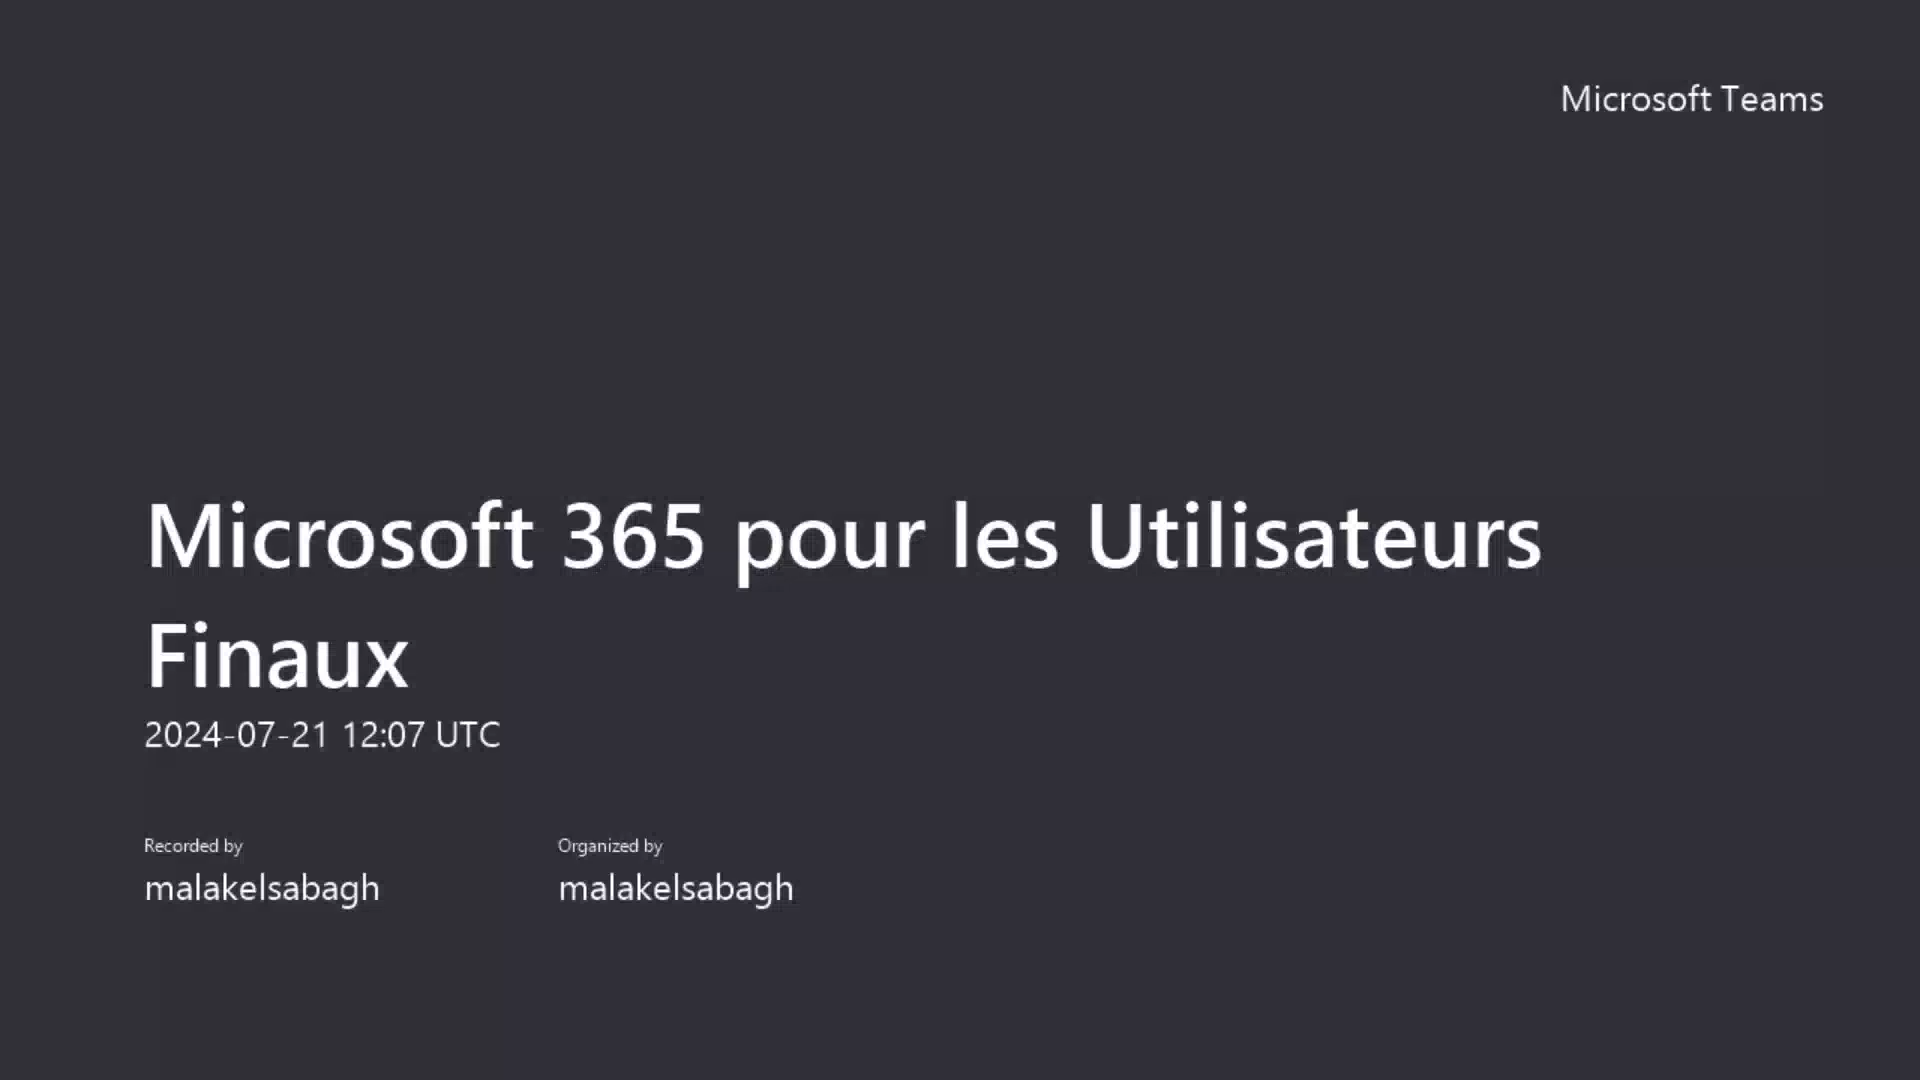 Microsoft Teams
Microsoft 365 pour les Utilisateurs
Finaux
2024-07-21 12:07 UTC
Recorded by
malakelsabagh
Organized by
malakelsabagh